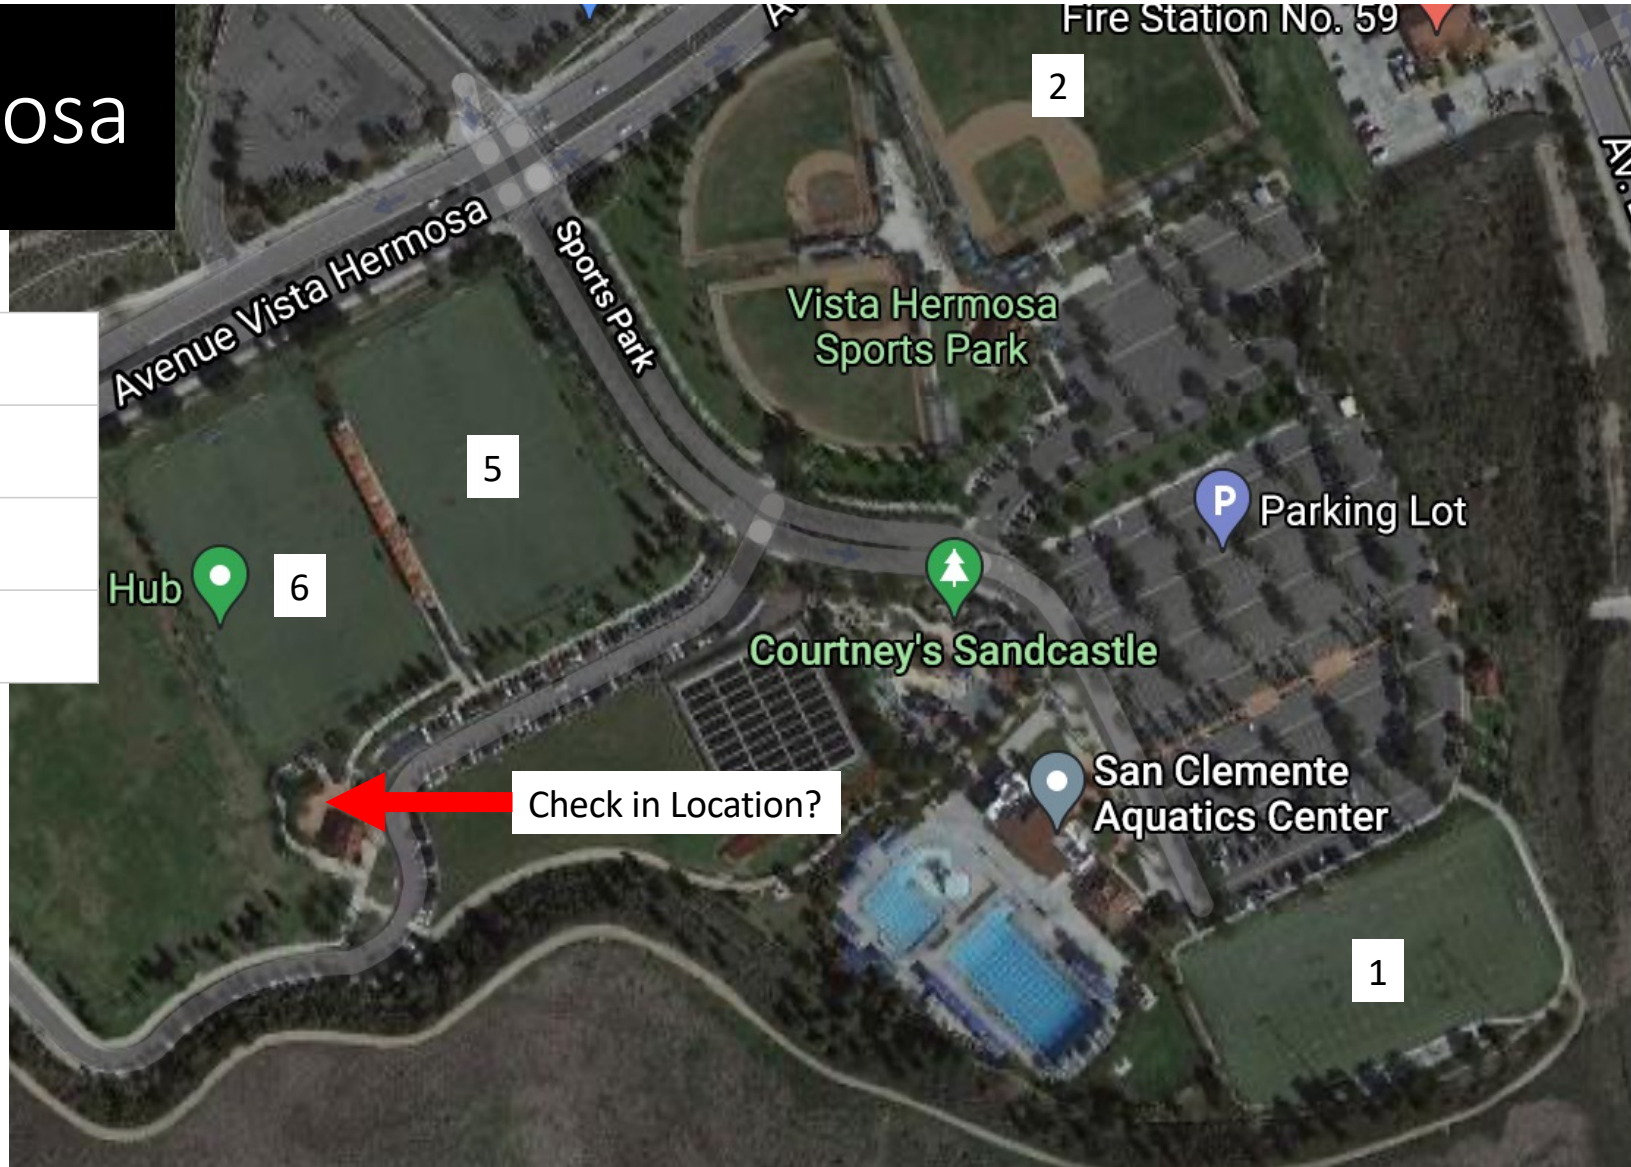 osa
Fire Station No. 59
2
Avenue Vista Hermosa
Sports Park
Vista Hermosa
Sports Park
5
P
Parking Lot
Hub
6
Courtney's Sandcastle
San Clemente
Aquatics Center
Check in Location?
1